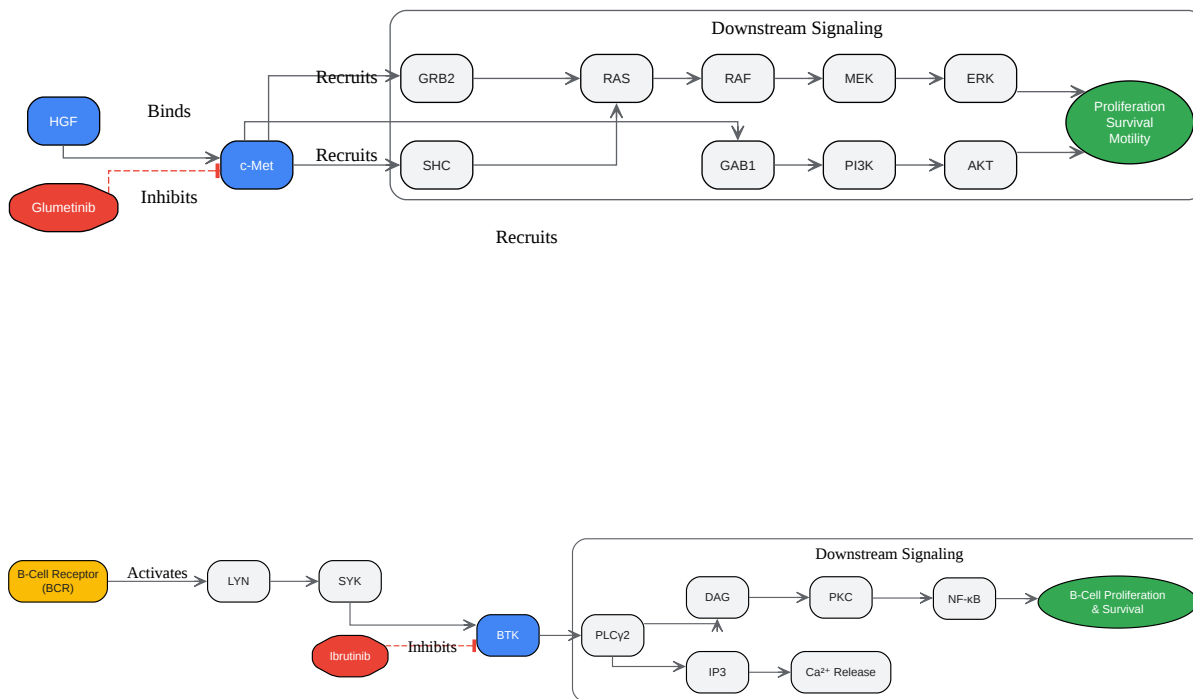 Downstream Signaling
Recruits
GRB2
RAS
RAF
MEK
ERK
HGF
Binds
Proliferation
Survival
Motility
c-Met
Recruits
SHC
GAB1
PI3K
AKT
Glumetinib
Inhibits
Recruits
Downstream Signaling
B-Cell Receptor
(BCR)
Activates
LYN
SYK
DAG
PKC
NF-κB
B-Cell Proliferation
& Survival
BTK
PLCγ2
Ibrutinib
Inhibits
IP3
Ca²⁺ Release